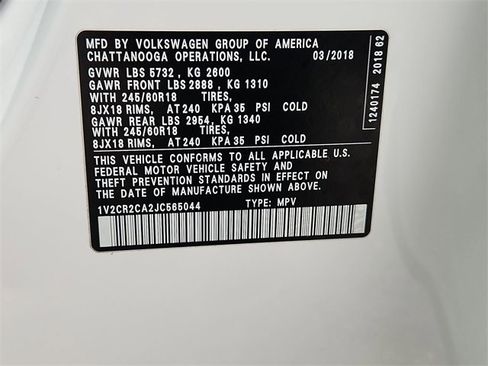 MFD BY VOLKSWAGEN GROUP OF AMERICA
CHATTANOOGA OPERATIONS, LLC. 03/2018
GVWR LBS 5732 , KG 2600
GAWR FRONT LBS 2888 , KG 1310
WITH 245/60R18 TIRES,
8JX18 RIMS, AT 240 KPA 35 PSI COLD
GAWR REAR LBS 2954, KG 1340
WITH 245/60R18 TIRES,
8JX18 RIMS, AT 240 KPA 35 PSI COLD
THIS VEHICLE CONFORMS TO ALL APPLICABLE U.S.
FEDERAL MOTOR VEHICLE SAFETY AND
THEFT PREVENTION STANDARDS IN EFFECT ON THE
DATE OF MANUFACTURE SHOWN ABOVE.
1V2CR2CA2JC565044 TYPE: MPV
1240174 2018 62